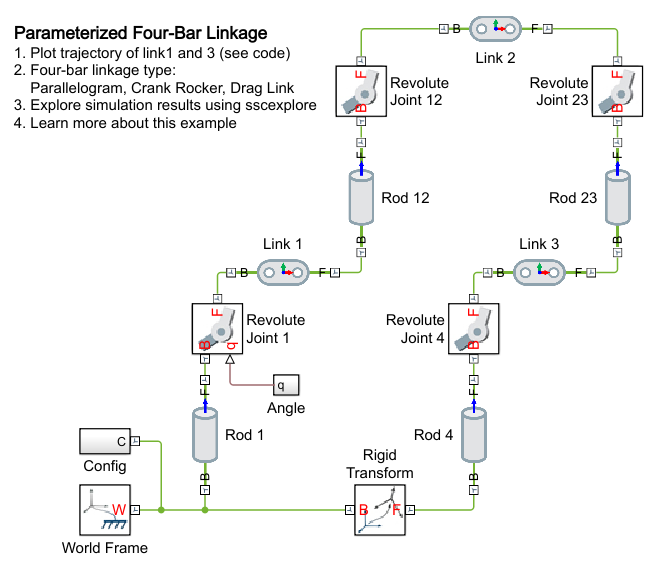 Parameterized Four-Bar Linkage
1. Plot trajectory of link1 and 3 (see code)
2. Four-bar linkage type:
Parallelogram, Crank Rocker, Drag Link
3. Explore simulation results using sscexplore
4. Learn more about this example
B
F
Link 2
F
B
Revolute
Joint 12
F
B
Revolute
Joint 23
F
B
Rod 12
F
B
Rod 23
Link 1
B
F
Link 3
B
F
F
B
q
Revolute
Joint 1
F
B
Revolute
Joint 4
q
Angle
F
B
Rod 1
F
B
Rod 4
C
Config
W
World Frame
Rigid
Transform
B
F